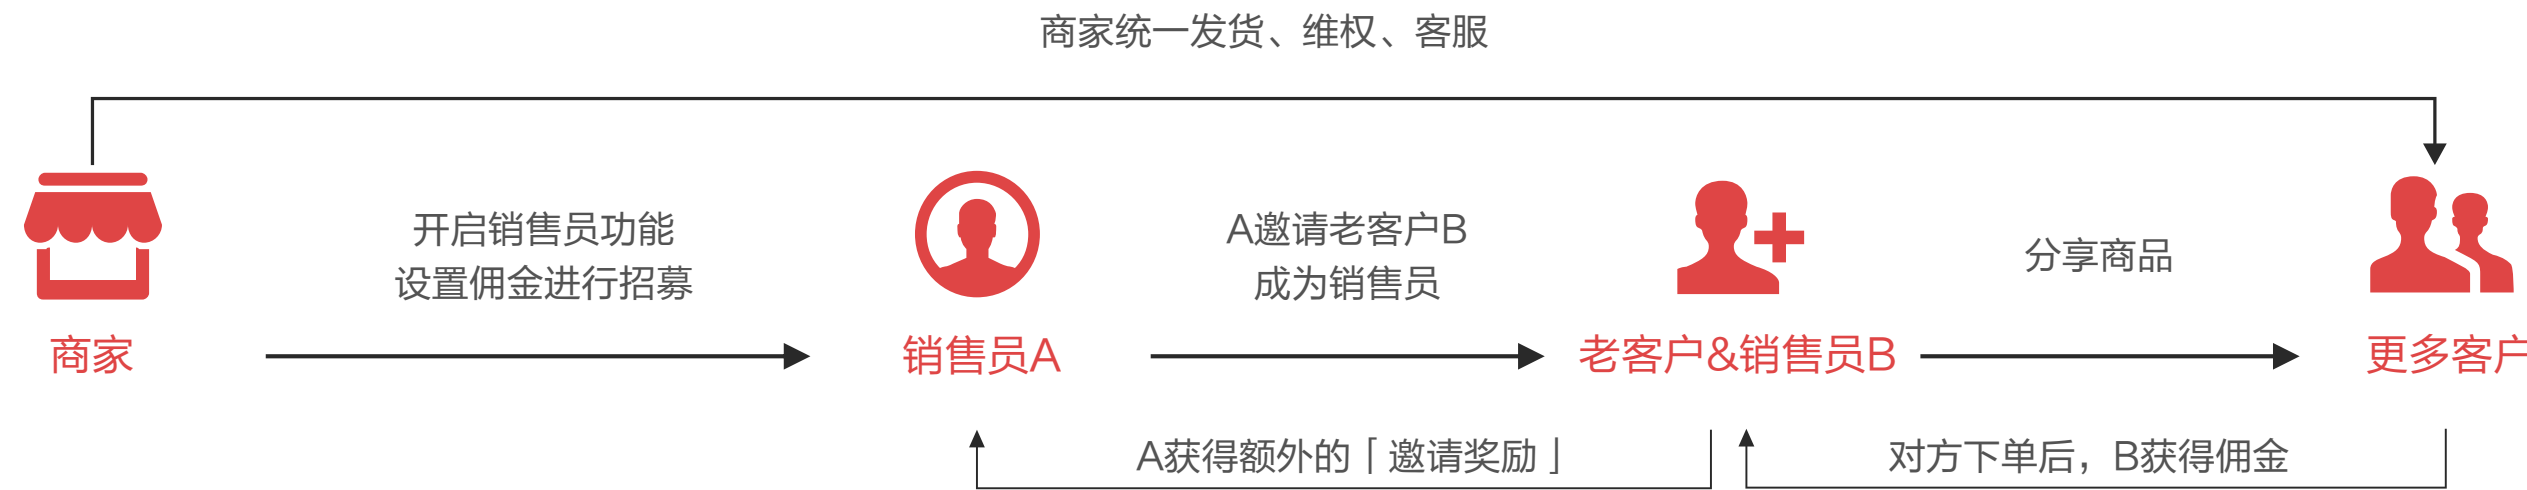 商家统一发货、维权、客服
开启销售员功能
设置佣金进行招募
A邀请老客户B
成为销售员
分享商品
商家
销售员A
老客户&销售员B
更多客户
A获得额外的「邀请奖励」
对方下单后，B获得佣金